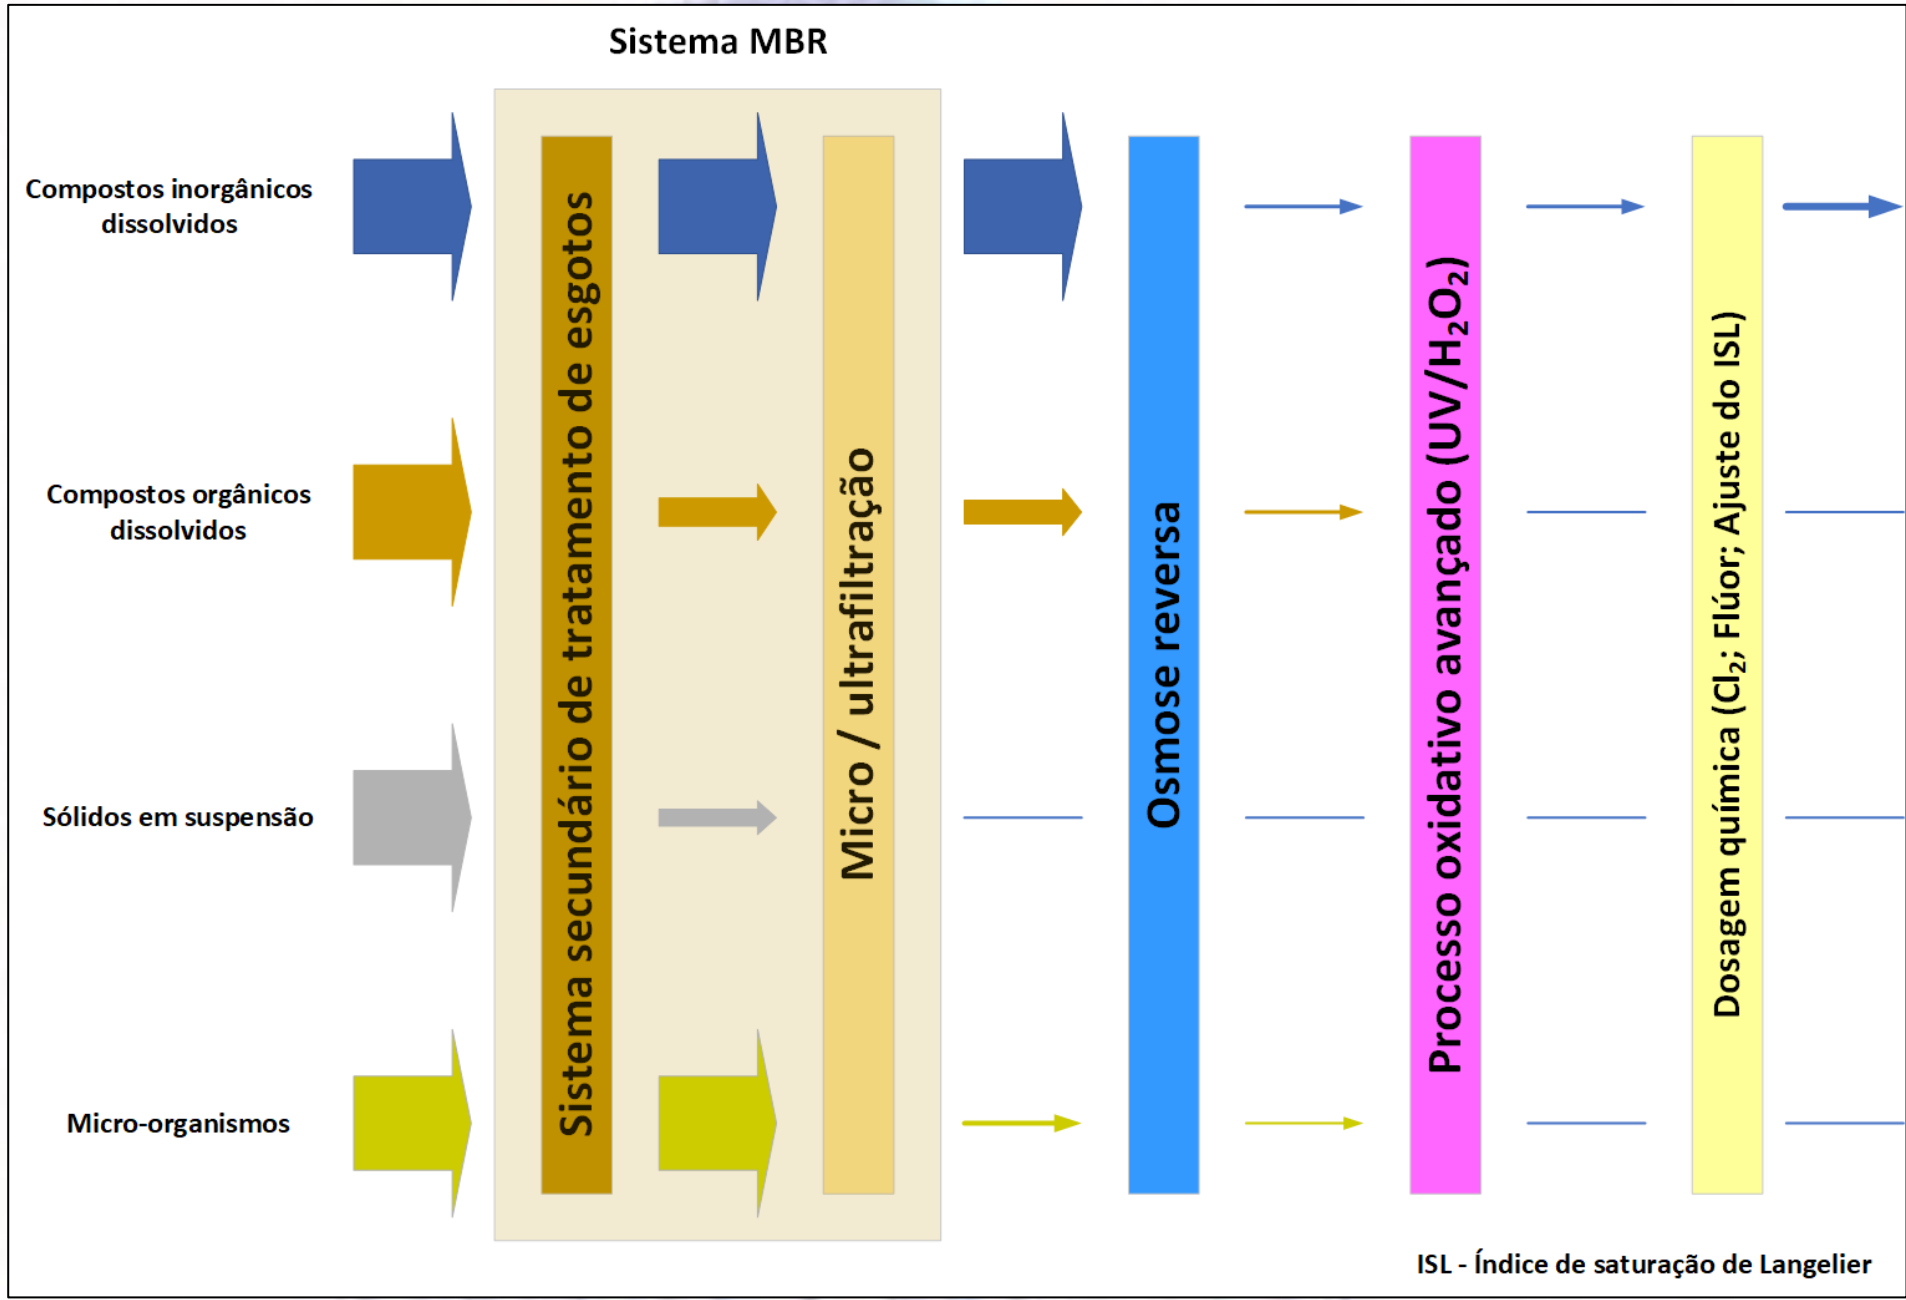 Sistema MBR
Compostos inorgânicos
dissolvidos
Compostos orgânicos
dissolvidos
Sólidos em suspensão
Micro-organismos
Sistema secundário de tratamento de esgotos
Micro / ultrafiltração
Osmose reversa
Processo oxidativo avançado (UV/H₂O₂)
Dosagem química (Cl₂; Flúor; Ajuste do ISL)
ISL - Índice de saturação de Langelier